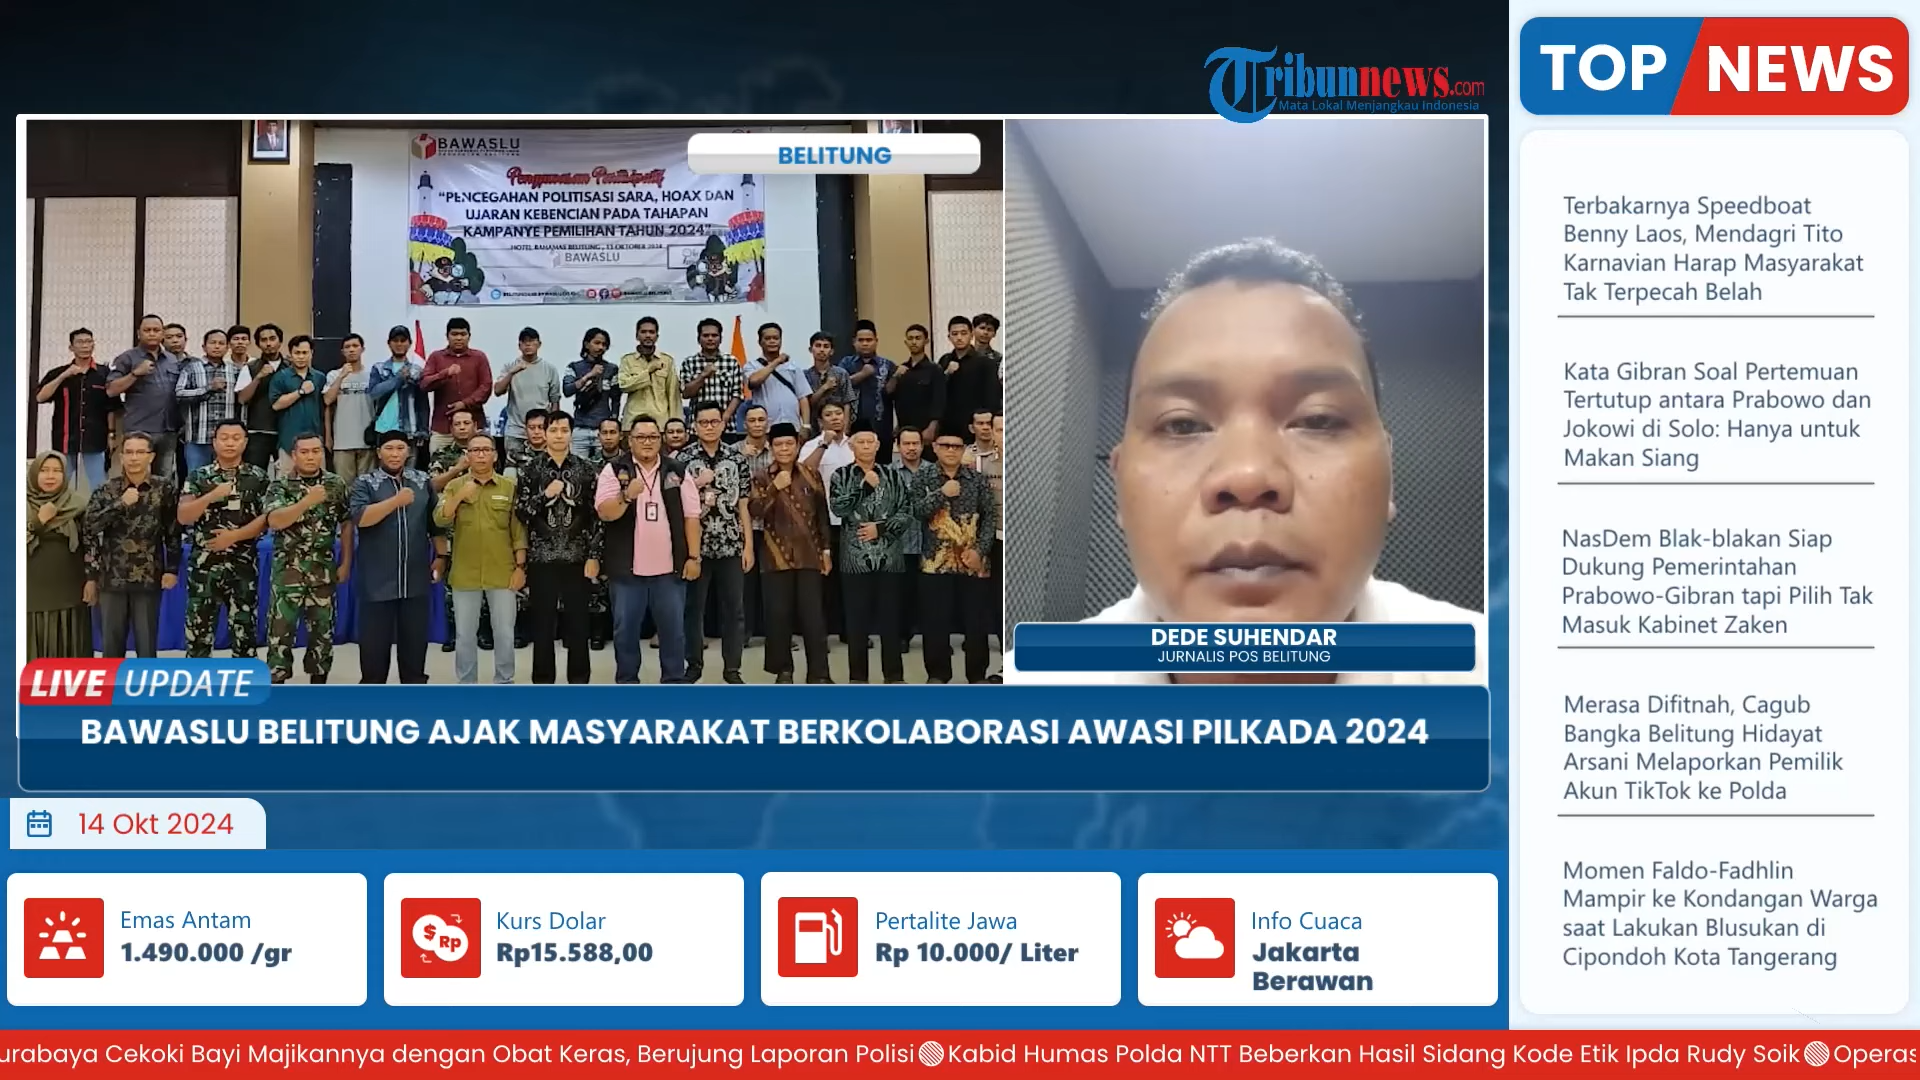 Tribunnews.com
Mata Lokal Menjangkau Indonesia
TOP NEWS
BAWASLU
BELITUNG
Pengawasan Partisipatif
"PENCEGAHAN POLITISASI SARA, HOAX DAN
UJARAN KEBENCIAN PADA TAHAPAN
KAMPANYE PEMILIHAN TAHUN 2024"
HOTEL BAHAMAS BELITUNG, 13 OKTOBER 2024
BAWASLU
DEDE SUHENDAR
JURNALIS POS BELITUNG
LIVE UPDATE
BAWASLU BELITUNG AJAK MASYARAKAT BERKOLABORASI AWASI PILKADA 2024
14 Okt 2024
Emas Antam
1.490.000 /gr
Kurs Dolar
Rp15.588,00
Pertalite Jawa
Rp 10.000/ Liter
Info Cuaca
Jakarta
Berawan
Terbakarnya Speedboat
Benny Laos, Mendagri Tito
Karnavian Harap Masyarakat
Tak Terpecah Belah
Kata Gibran Soal Pertemuan
Tertutup antara Prabowo dan
Jokowi di Solo: Hanya untuk
Makan Siang
NasDem Blak-blakan Siap
Dukung Pemerintahan
Prabowo-Gibran tapi Pilih Tak
Masuk Kabinet Zaken
Merasa Difitnah, Cagub
Bangka Belitung Hidayat
Arsani Melaporkan Pemilik
Akun TikTok ke Polda
Momen Faldo-Fadhlin
Mampir ke Kondangan Warga
saat Lakukan Blusukan di
Cipondoh Kota Tangerang
urabaya Cekoki Bayi Majikannya dengan Obat Keras, Berujung Laporan Polisi Kabid Humas Polda NTT Beberkan Hasil Sidang Kode Etik Ipda Rudy Soik Operas